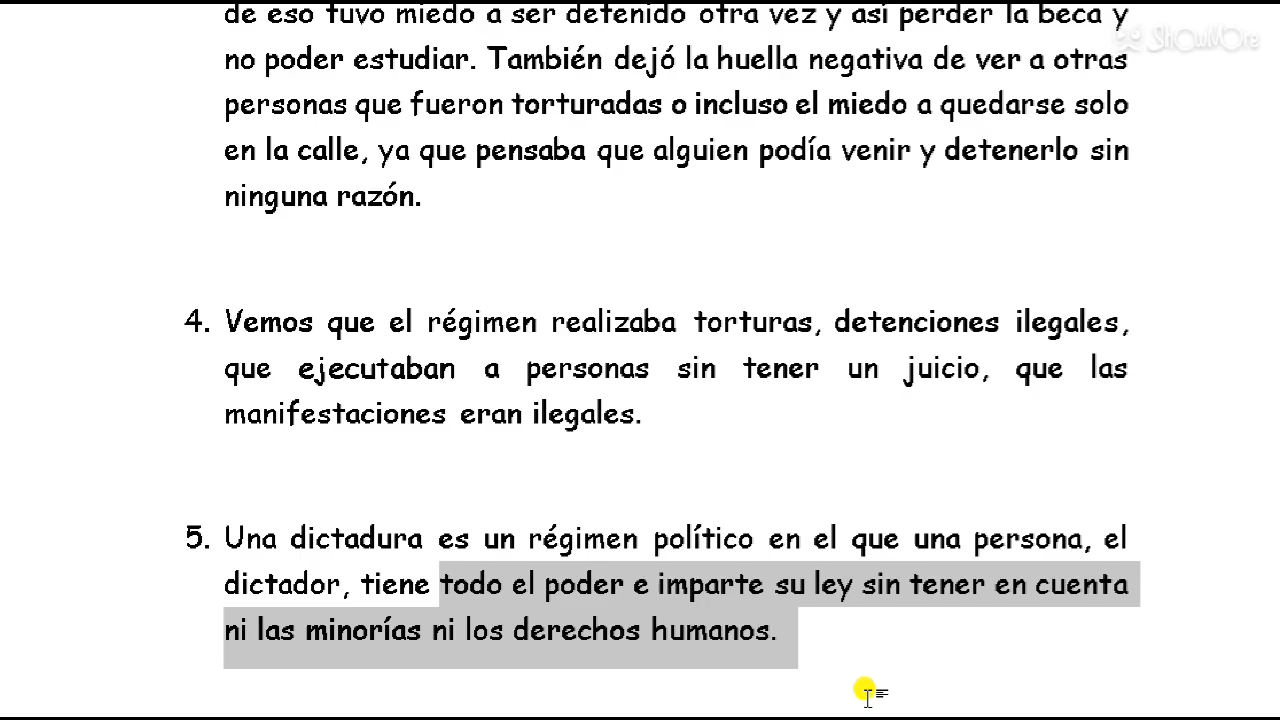 de eso tuvo miedo a ser detenido otra vez y así perder la beca y
no poder estudiar. También dejó la huella negativa de ver a otras
personas que fueron torturadas o incluso el miedo a quedarse solo
en la calle, ya que pensaba que alguien podía venir y detenerlo sin
ninguna razón.
4. Vemos que el régimen realizaba torturas, detenciones ilegales,
que ejecutaban a personas sin tener un juicio, que las
manifestaciones eran ilegales.
5. Una dictadura es un régimen político en el que una persona, el
dictador, tiene todo el poder e imparte su ley sin tener en cuenta
ni las minorías ni los derechos humanos.
ShowMore